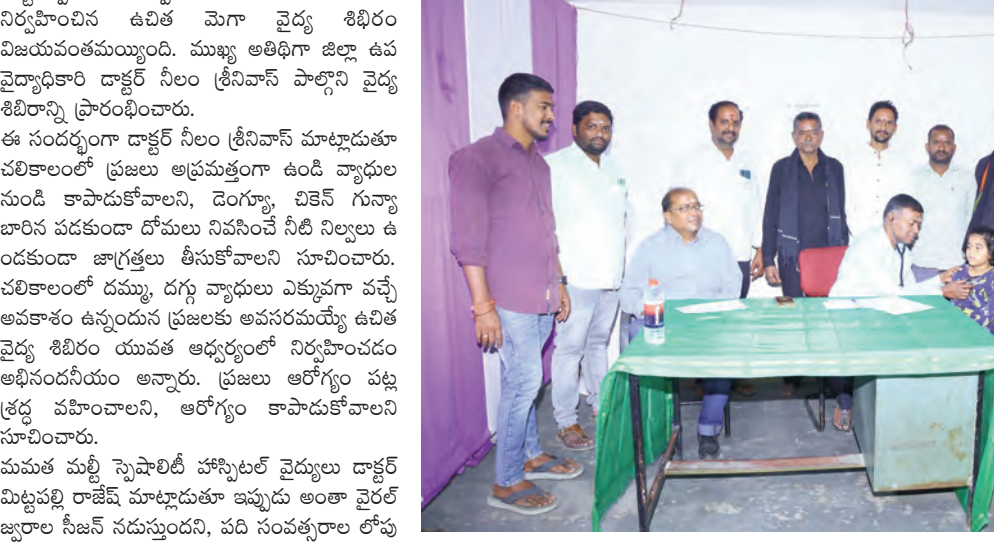 నిర్వహించిన ఉచిత మెగా వైద్య శిభిరం
విజయవంతమయ్యింది. ముఖ్య అతిథిగా జిల్లా ఉప
వైద్యాధికారి డాక్టర్ నీలం శ్రీనివాస్ పాల్గొని వైద్య
శిబిరాన్ని ప్రారంభించారు.
ఈ సందర్భంగా డాక్టర్ నీలం శ్రీనివాస్ మాట్లాడుతూ
చలికాలంలో ప్రజలు అప్రమత్తంగా ఉండి వ్యాధుల
నుండి కాపాడుకోవాలని, డెంగ్యూ, చికెన్ గున్యా
బారిన పడకుండా దోమలు నివసించే నీటి నిల్వలు ఉ
ండకుండా జాగ్రత్తలు తీసుకోవాలని సూచించారు.
చలికాలంలో దమ్ము, దగ్గు వ్యాధులు ఎక్కువగా వచ్చే
అవకాశం ఉన్నందున ప్రజలకు అవసరమయ్యే ఉచిత
వైద్య శిబిరం యువత ఆధ్వర్యంలో నిర్వహించడం
అభినందనీయం అన్నారు. ప్రజలు ఆరోగ్యం పట్ల
శ్రద్ధ వహించాలని, ఆరోగ్యం కాపాడుకోవాలని
సూచించారు.
మమత మల్టీ స్పెషాలిటీ హాస్పిటల్ వైద్యులు డాక్టర్
మిట్టపల్లి రాజేష్ మాట్లాడుతూ ఇప్పుడు అంతా వైరల్
జ్వరాల సీజన్ నడుస్తుందని, పది సంవత్సరాల లోపు